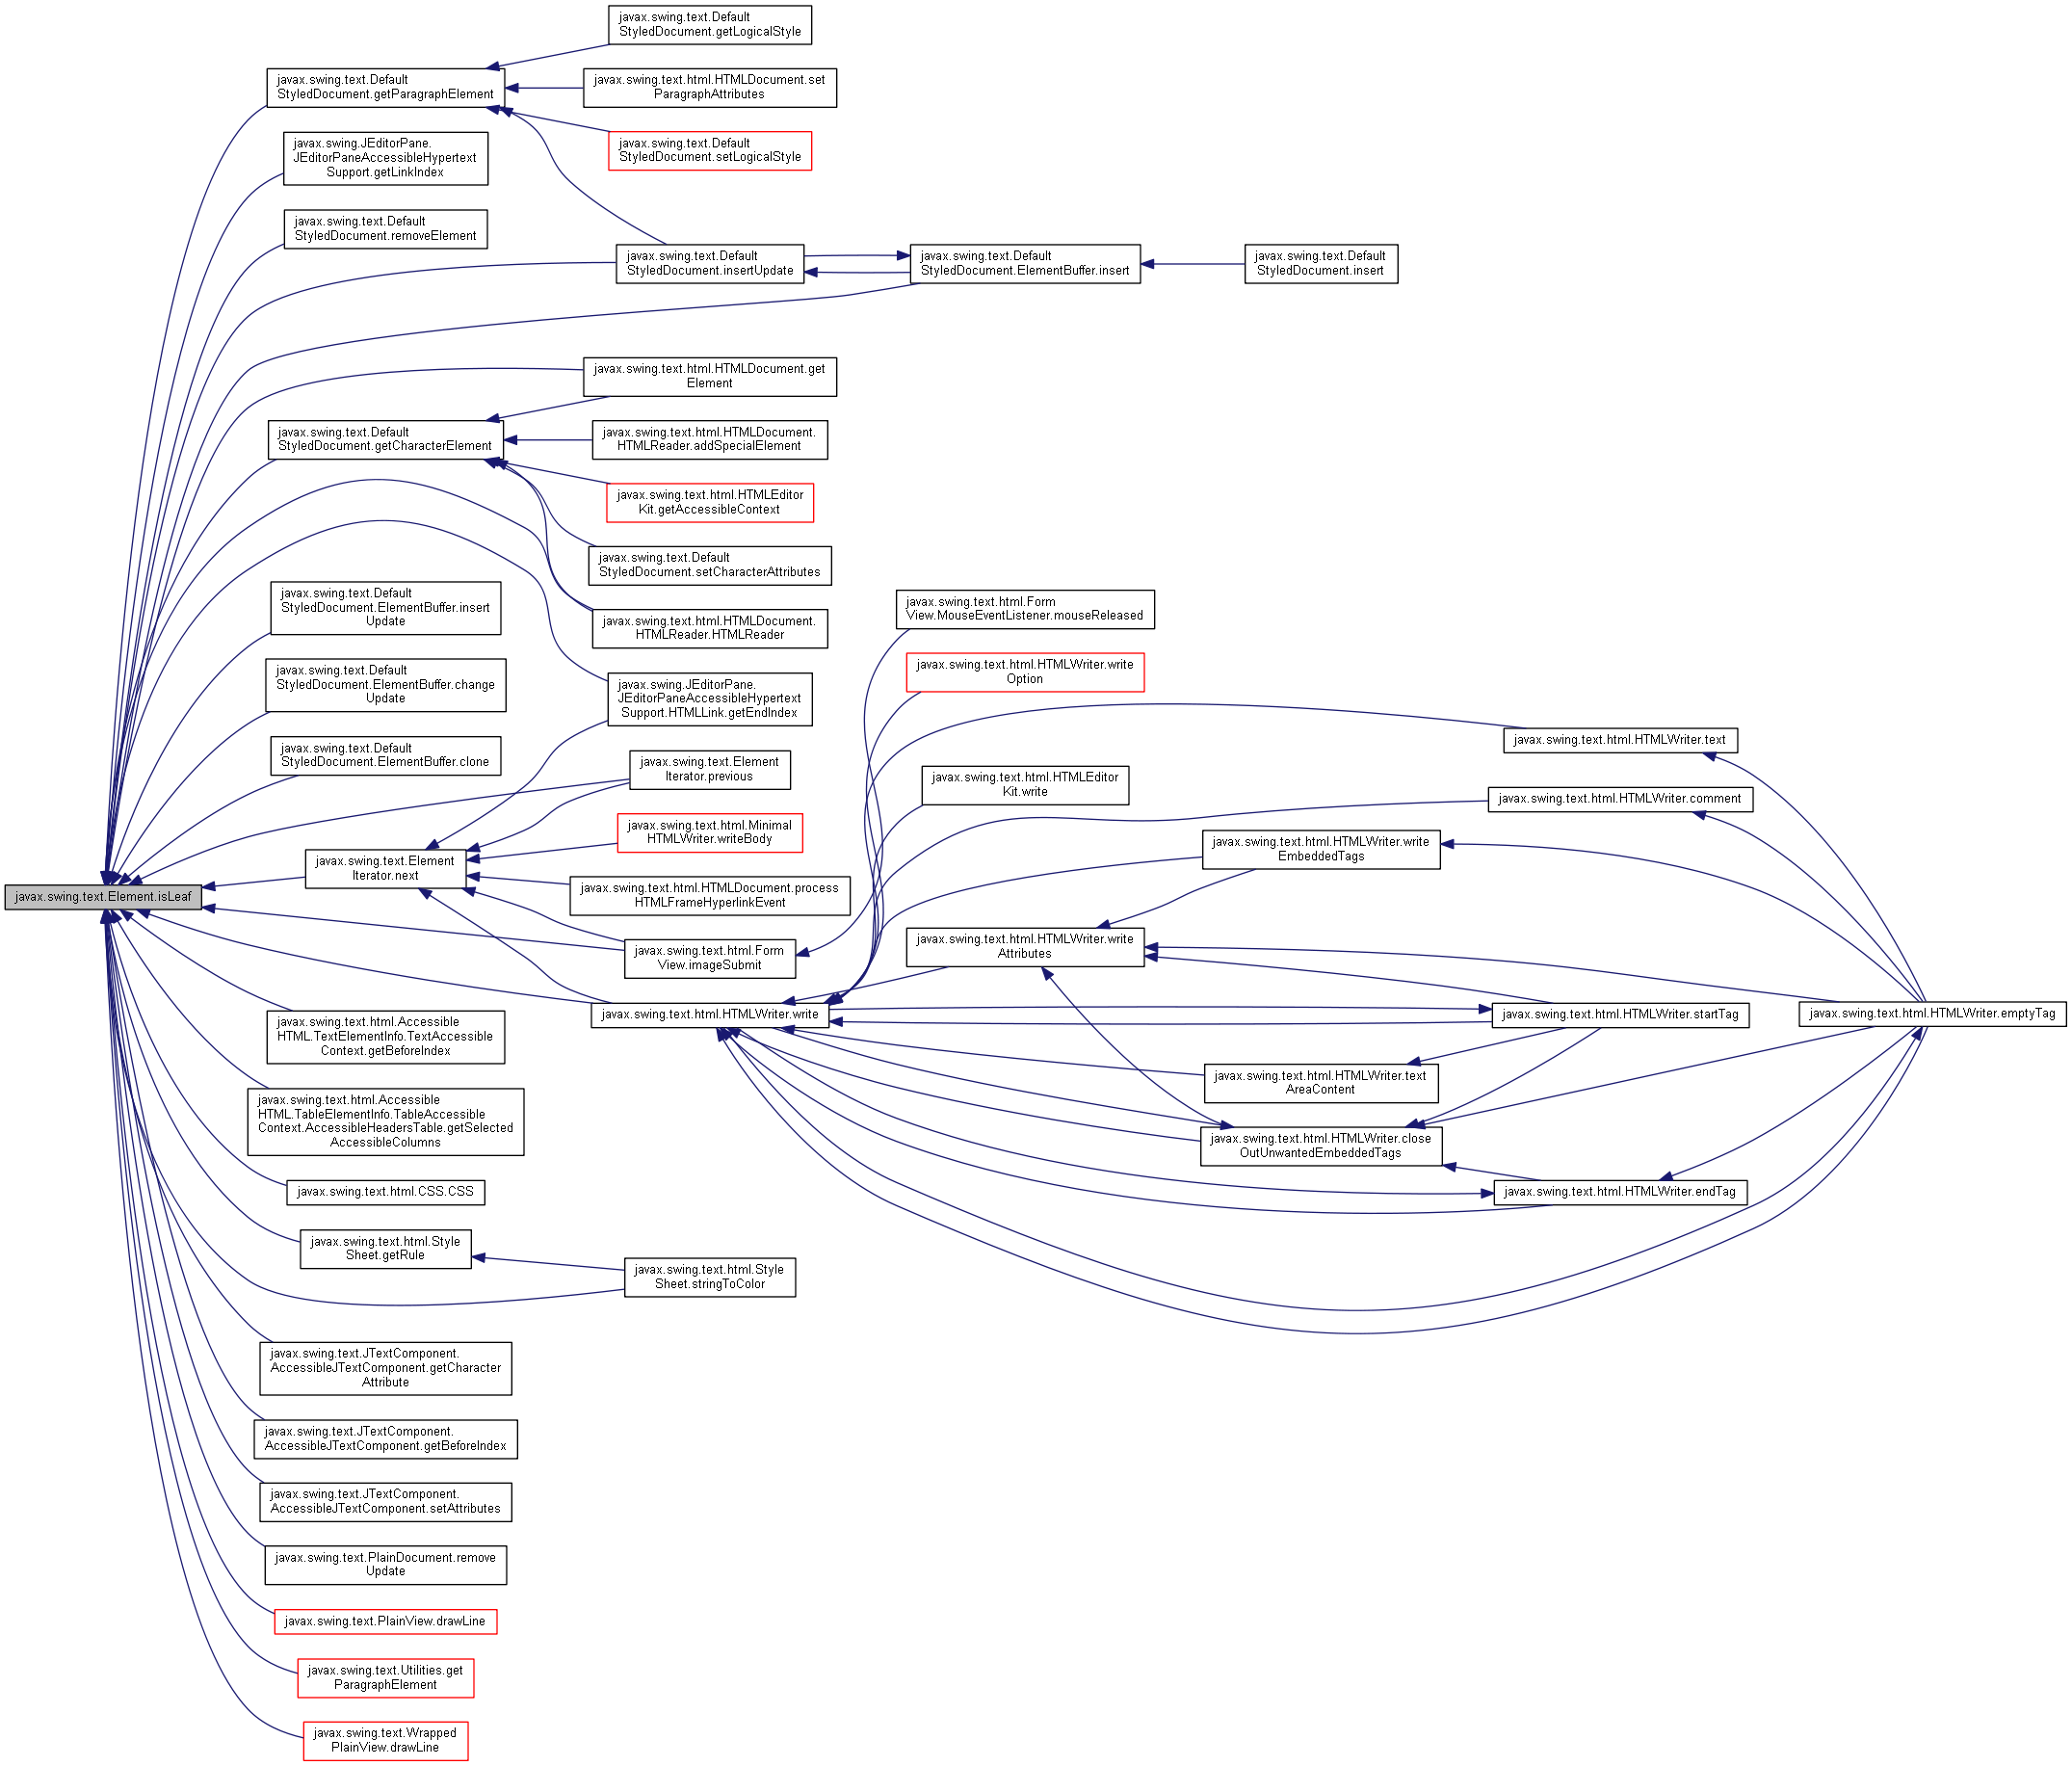 javax.swing.text.Default
StyledDocument.getLogicalStyle
javax.swing.text.Default
StyledDocument.getParagraphElement
javax.swing.text.html.HTMLDocument.set
ParagraphAttributes
javax.swing.JEditorPane.
JEditorPaneAccessibleHypertext
Support.getLinkIndex
javax.swing.text.Default
StyledDocument.setLogicalStyle
javax.swing.text.Default
StyledDocument.removeElement
javax.swing.text.Default
StyledDocument.insertUpdate
javax.swing.text.Default
StyledDocument.ElementBuffer.insert
javax.swing.text.Default
StyledDocument.insert
javax.swing.text.html.HTMLDocument.get
Element
javax.swing.text.Default
StyledDocument.getCharacterElement
javax.swing.text.html.HTMLDocument.
HTMLReader.addSpecialElement
javax.swing.text.html.HTMLEditor
Kit.getAccessibleContext
javax.swing.text.Default
StyledDocument.setCharacterAttributes
javax.swing.text.Default
StyledDocument.ElementBuffer.insert
Update
javax.swing.text.html.HTMLDocument.
HTMLReader.HTMLReader
javax.swing.text.html.Form
View.MouseEventListener.mouseReleased
javax.swing.text.Default
StyledDocument.ElementBuffer.change
Update
javax.swing.JEditorPane.
JEditorPaneAccessibleHypertext
Support.HTMLLink.getEndIndex
javax.swing.text.html.HTMLWriter.write
Option
javax.swing.text.html.HTMLWriter.text
javax.swing.text.Default
StyledDocument.ElementBuffer.clone
javax.swing.text.Element
Iterator.previous
javax.swing.text.html.HTMLEditor
Kit.write
javax.swing.text.html.HTMLWriter.comment
javax.swing.text.html.Minimal
HTMLWriter.writeBody
javax.swing.text.html.HTMLWriter.write
EmbeddedTags
javax.swing.text.Element
Iterator.next
javax.swing.text.Element.isLeaf
javax.swing.text.html.HTMLDocument.process
HTMLFrameHyperlinkEvent
javax.swing.text.html.Form
View.imageSubmit
javax.swing.text.html.HTMLWriter.write
Attributes
javax.swing.text.html.HTMLWriter.write
javax.swing.text.html.HTMLWriter.startTag
javax.swing.text.html.HTMLWriter.emptyTag
javax.swing.text.html.Accessible
HTML.TextElementInfo.TextAccessible
Context.getBeforeIndex
javax.swing.text.html.HTMLWriter.text
AreaContent
javax.swing.text.html.Accessible
HTML.TableElementInfo.TableAccessible
Context.AccessibleHeadersTable.getSelected
AccessibleColumns
javax.swing.text.html.HTMLWriter.close
OutUnwantedEmbeddedTags
javax.swing.text.html.CSS.CSS
javax.swing.text.html.HTMLWriter.endTag
javax.swing.text.html.Style
Sheet.getRule
javax.swing.text.html.Style
Sheet.stringToColor
javax.swing.text.JTextComponent.
AccessibleJTextComponent.getCharacter
Attribute
javax.swing.text.JTextComponent.
AccessibleJTextComponent.getBeforeIndex
javax.swing.text.JTextComponent.
AccessibleJTextComponent.setAttributes
javax.swing.text.PlainDocument.remove
Update
javax.swing.text.PlainView.drawLine
javax.swing.text.Utilities.get
ParagraphElement
javax.swing.text.Wrapped
PlainView.drawLine